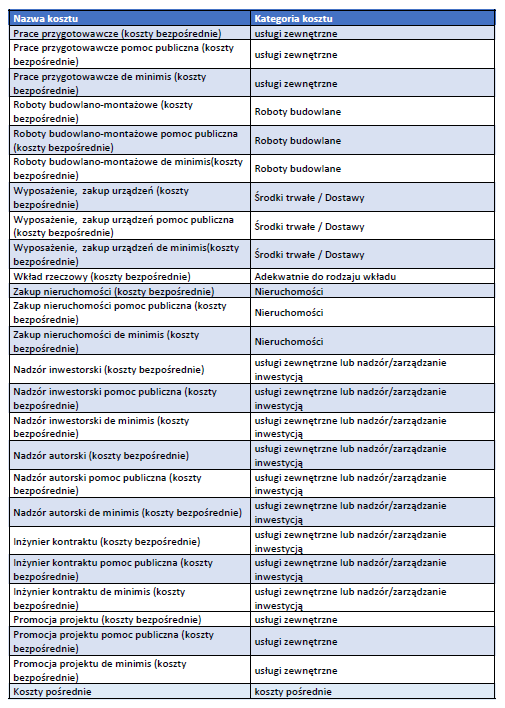 Nazwa kosztu Kategoria kosztu
Prace przygotowawcze (koszty bezpośrednie) usługi zewnętrzne
Prace przygotowawcze pomoc publiczna (koszty
bezpośrednie) usługi zewnętrzne
Prace przygotowawcze de minimis (koszty
bezpośrednie) usługi zewnętrzne
Roboty budowlano-montażowe (koszty
bezpośrednie) Roboty budowlane
Roboty budowlano-montażowe pomoc publiczna
(koszty bezpośrednie) Roboty budowlane
Roboty budowlano-montażowe de minimis(koszty
bezpośrednie) Roboty budowlane
Wyposażenie, zakup urządzeń (koszty
bezpośrednie) Środki trwałe / Dostawy
Wyposażenie, zakup urządzeń pomoc publiczna
(koszty bezpośrednie) Środki trwałe / Dostawy
Wyposażenie, zakup urządzeń de minimis(koszty
bezpośrednie) Środki trwałe / Dostawy
Wkład rzeczowy (koszty bezpośrednie) Adekwatnie do rodzaju wkładu
Zakup nieruchomości (koszty bezpośrednie) Nieruchomości
Zakup nieruchomości pomoc publiczna (koszty
bezpośrednie) Nieruchomości
Zakup nieruchomości de minimis (koszty
bezpośrednie) Nieruchomości
Nadzór inwestorski (koszty bezpośrednie) usługi zewnętrzne lub nadzór/zarządzanie
inwestycją
Nadzór inwestorski pomoc publiczna (koszty usługi zewnętrzne lub nadzór/zarządzanie
bezpośrednie) inwestycją
Nadzór inwestorski de minimis (koszty usługi zewnętrzne lub nadzór/zarządzanie
bezpośrednie) inwestycją
Nadzór autorski (koszty bezpośrednie) usługi zewnętrzne lub nadzór/zarządzanie
inwestycją
Nadzór autorski pomoc publiczna (koszty usługi zewnętrzne lub nadzór/zarządzanie
bezpośrednie) inwestycją
Nadzór autorski de minimis (koszty bezpośrednie) usługi zewnętrzne lub nadzór/zarządzanie
inwestycją
Inżynier kontraktu (koszty bezpośrednie) usługi zewnętrzne lub nadzór/zarządzanie
inwestycją
Inżynier kontraktu pomoc publiczna (koszty usługi zewnętrzne lub nadzór/zarządzanie
bezpośrednie) inwestycją
Inżynier kontraktu de minimis (koszty usługi zewnętrzne lub nadzór/zarządzanie
bezpośrednie) inwestycją
Promocja projektu (koszty bezpośrednie) usługi zewnętrzne
Promocja projektu pomoc publiczna (koszty
bezpośrednie) usługi zewnętrzne
Promocja projektu de minimis (koszty
bezpośrednie) usługi zewnętrzne
Koszty pośrednie koszty pośrednie